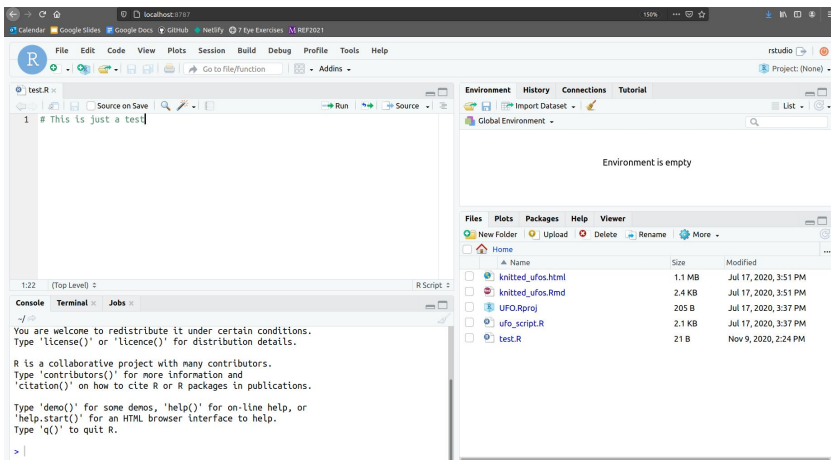 localhost:8787
150%
Calendar Google Slides Google Docs GitHub Netlify 7 Eye Exercises REF2021
R File Edit Code View Plots Session Build Debug Profile Tools Help
rstudio
Go to file/function Addins
Project: (None)
test.R
Source on Save Run Source
1 # This is just a test
1:22 (Top Level) R Script
Console Terminal Jobs
~/
You are welcome to redistribute it under certain conditions.
Type 'license()' or 'licence()' for distribution details.
R is a collaborative project with many contributors.
Type 'contributors()' for more information and
'citation()' on how to cite R or R packages in publications.
Type 'demo()' for some demos, 'help()' for on-line help, or
'help.start()' for an HTML browser interface to help.
Type 'q()' to quit R.
>
Environment History Connections Tutorial
Import Dataset List
Global Environment
Environment is empty
Files Plots Packages Help Viewer
New Folder Upload Delete Rename More
Home
Name Size Modified
knitted_ufos.html 1.1 MB Jul 17, 2020, 3:51 PM
knitted_ufos.Rmd 2.4 KB Jul 17, 2020, 3:51 PM
UFO.Rproj 205 B Jul 17, 2020, 3:37 PM
ufo_script.R 2.1 KB Jul 17, 2020, 3:37 PM
test.R 21 B Nov 9, 2020, 2:24 PM